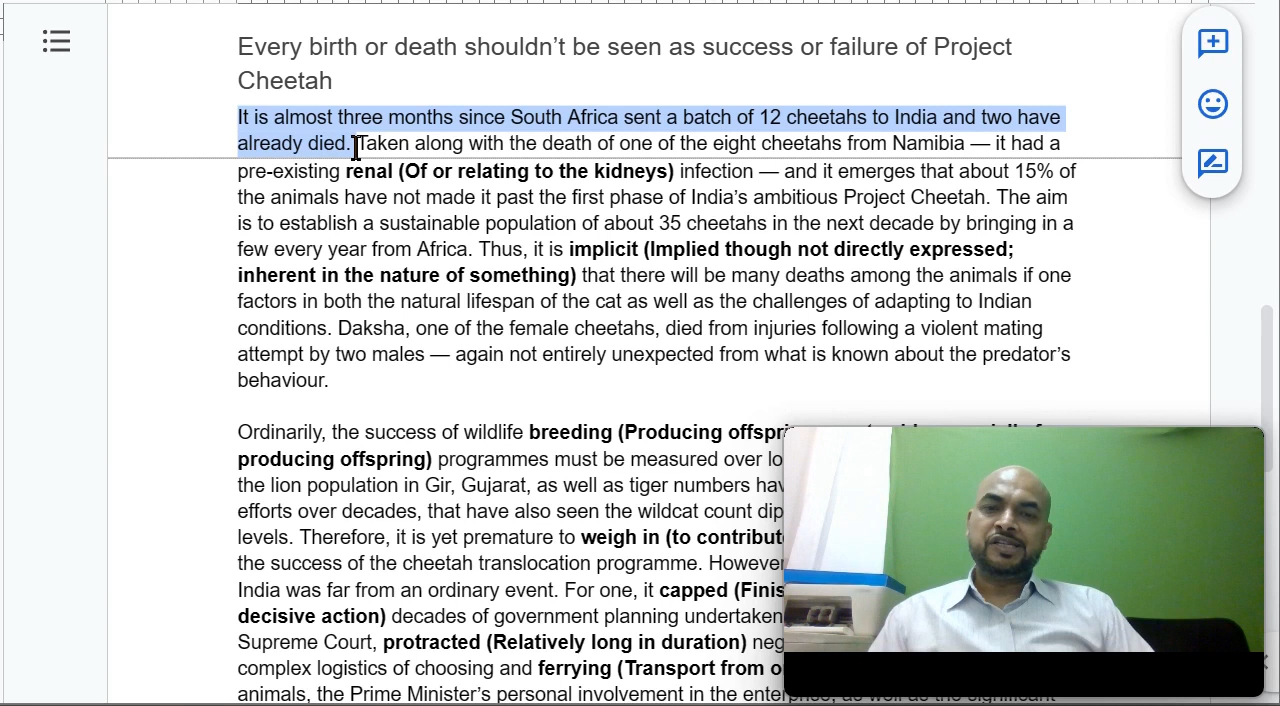 Every birth or death shouldn’t be seen as success or failure of Project
Cheetah
It is almost three months since South Africa sent a batch of 12 cheetahs to India and two have
already died. Taken along with the death of one of the eight cheetahs from Namibia — it had a
pre-existing renal (Of or relating to the kidneys) infection — and it emerges that about 15% of
the animals have not made it past the first phase of India’s ambitious Project Cheetah. The aim
is to establish a sustainable population of about 35 cheetahs in the next decade by bringing in a
few every year from Africa. Thus, it is implicit (Implied though not directly expressed;
inherent in the nature of something) that there will be many deaths among the animals if one
factors in both the natural lifespan of the cat as well as the challenges of adapting to Indian
conditions. Daksha, one of the female cheetahs, died from injuries following a violent mating
attempt by two males — again not entirely unexpected from what is known about the predator’s
behaviour.
Ordinarily, the success of wildlife breeding (Producing
producing offspring) programmes must be measured over
the lion population in Gir, Gujarat, as well as tiger numbers
efforts over decades, that have also seen the wildcat count
levels. Therefore, it is yet premature to weigh in (to
the success of the cheetah translocation programme.
India was far from an ordinary event. For one, it capped
decisive action) decades of government planning undertaken
Supreme Court, protracted (Relatively long in duration)
complex logistics of choosing and ferrying (Transport from
animals, the Prime Minister’s personal involvement in the enterprise, as well as the significant